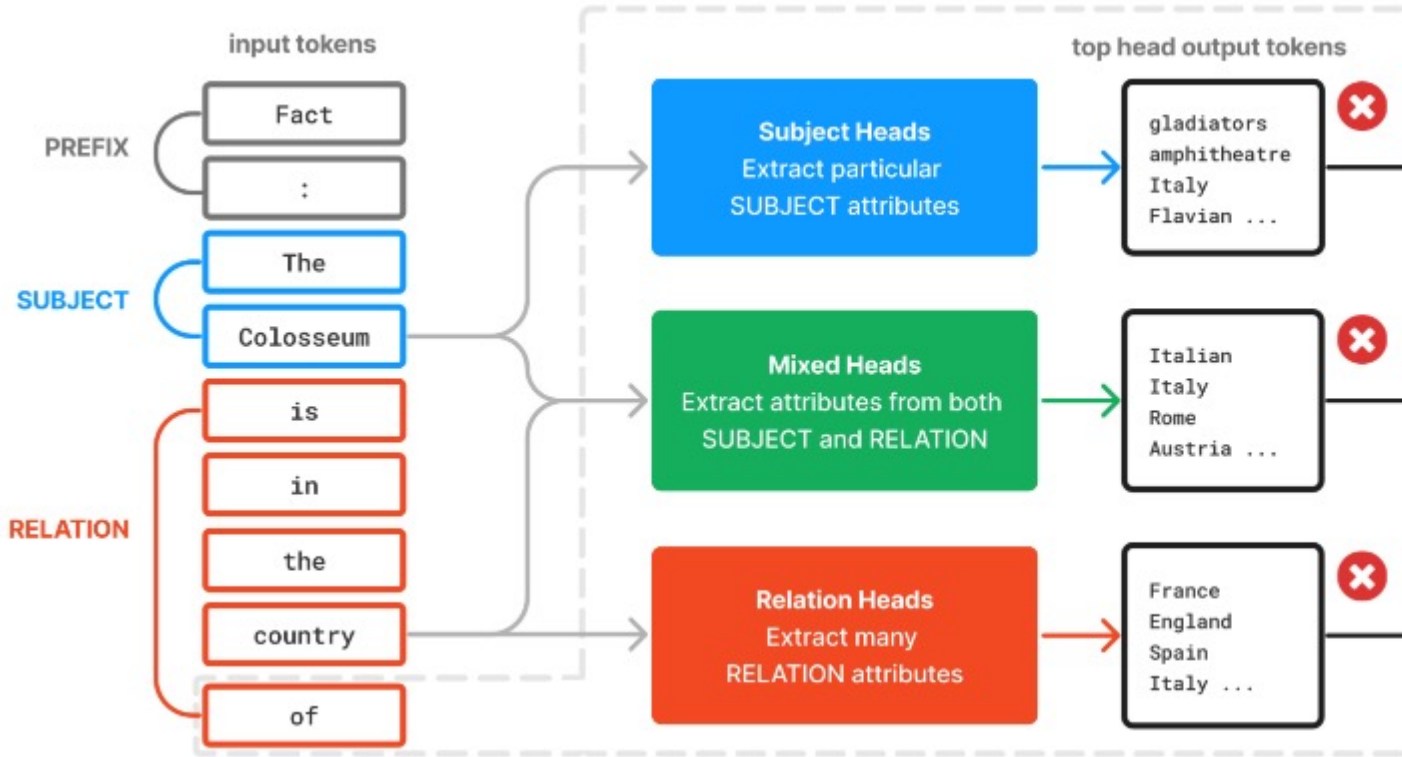 input tokens
PREFIX
Fact
:
SUBJECT
The
Colosseum
RELATION
is
in
the
country
of
Subject Heads
Extract particular
SUBJECT attributes
Mixed Heads
Extract attributes from both
SUBJECT and RELATION
Relation Heads
Extract many
RELATION attributes
top head output tokens
gladiators
amphitheatre
Italy
Flavian ...
Italian
Italy
Rome
Austria ...
France
England
Spain
Italy ...